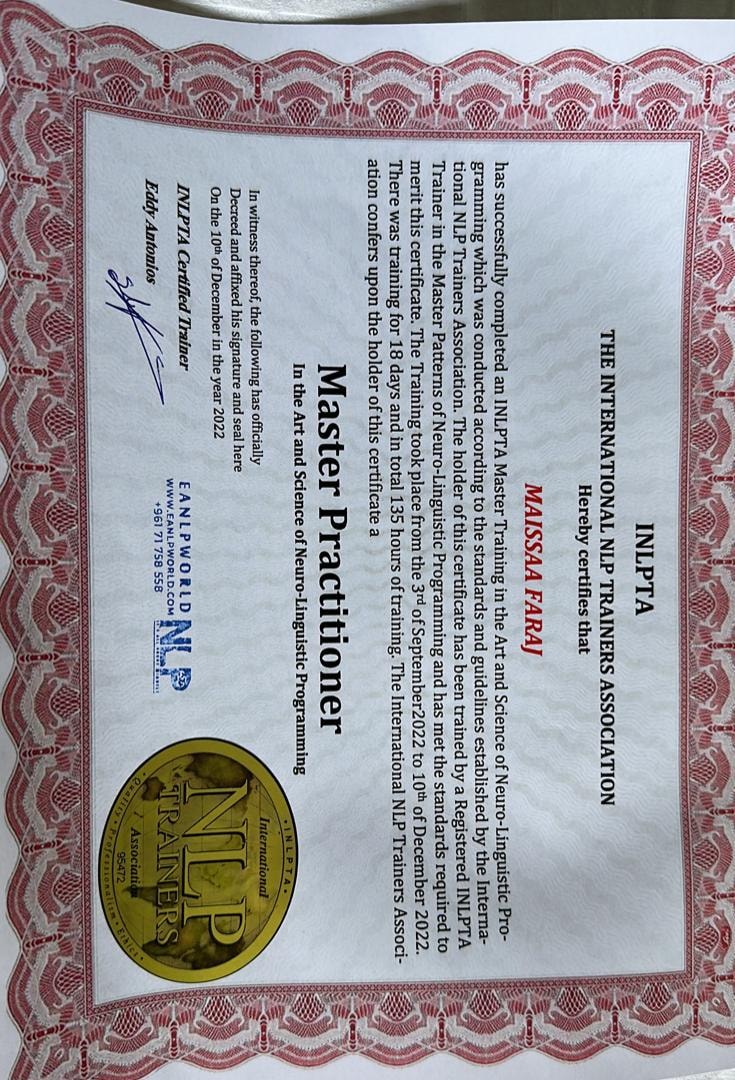 INLPTA
THE INTERNATIONAL NLP TRAINERS ASSOCIATION
Hereby certifies that
MAISSAA FARAJ
has successfully completed an INLPTA Master Training in the Art and Science of Neuro-Linguistic Pro-
gramming which was conducted according to the standards and guidelines established by the Interna-
tional NLP Trainers Association. The holder of this certificate has been trained by a Registered INLPTA
Trainer in the Master Patterns of Neuro-Linguistic Programming and has met the standards required to
merit this certificate. The Training took place from the 3rd of September2022 to 10th of December 2022.
There was training for 18 days and in total 135 hours of training. The International NLP Trainers Associ-
ation confers upon the holder of this certificate a
Master Practitioner
In the Art and Science of Neuro-Linguistic Programming
In witness thereof, the following has officially
Decreed and affixed his signature and seal here
On the 10th of December in the year 2022
INLPTA Certified Trainer
Eddy Antonios
EANLPWORLD
WWW.EANLPWORLD.COM
+961 71 758 558
NLP
• INLPTA •
International
NLP
TRAINERS
Association
95472
• Quality • Professionalism • Ethics •